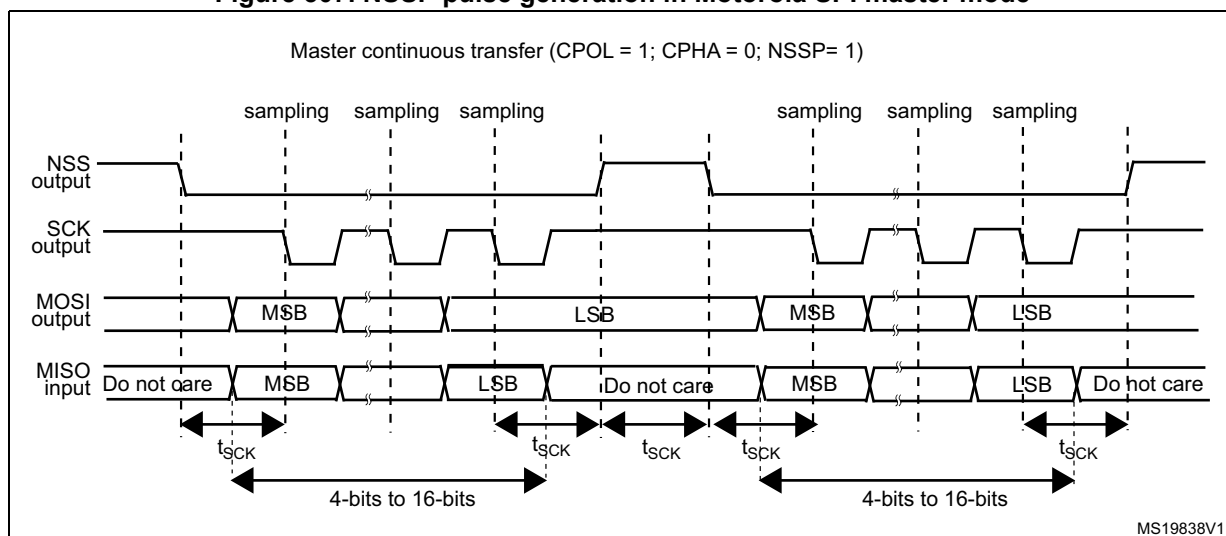 Master continuous transfer (CPOL = 1; CPHA = 0; NSSP= 1)
sampling sampling sampling sampling sampling sampling
NSS
output
SCK
output
MOSI
output
MSB LSB MSB LSB
MISO
input
Do not care MSB LSB Do not care MSB LSB Do not care
tSCK tSCK tSCK tSCK tSCK
4-bits to 16-bits 4-bits to 16-bits
MS19838V1